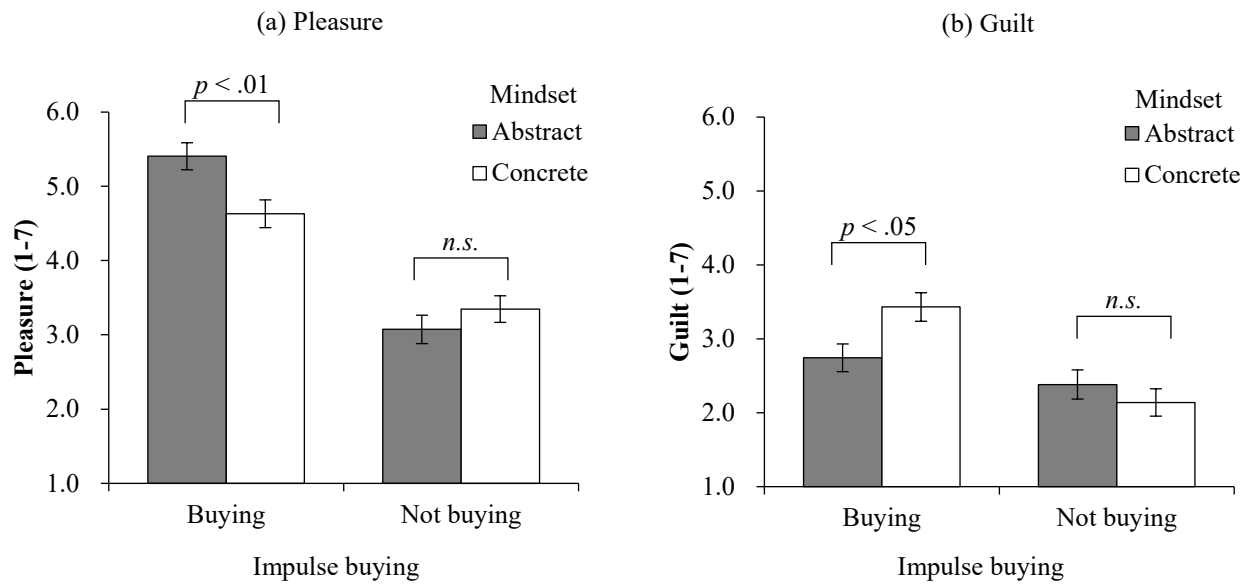 (a) Pleasure
p < .01
Mindset
Abstract
Concrete
n.s.
Pleasure (1-7)
6.0
5.0
4.0
3.0
2.0
1.0
Buying
Not buying
Impulse buying
(b) Guilt
Mindset
Abstract
Concrete
p < .05
n.s.
Guilt (1-7)
6.0
5.0
4.0
3.0
2.0
1.0
Buying
Not buying
Impulse buying